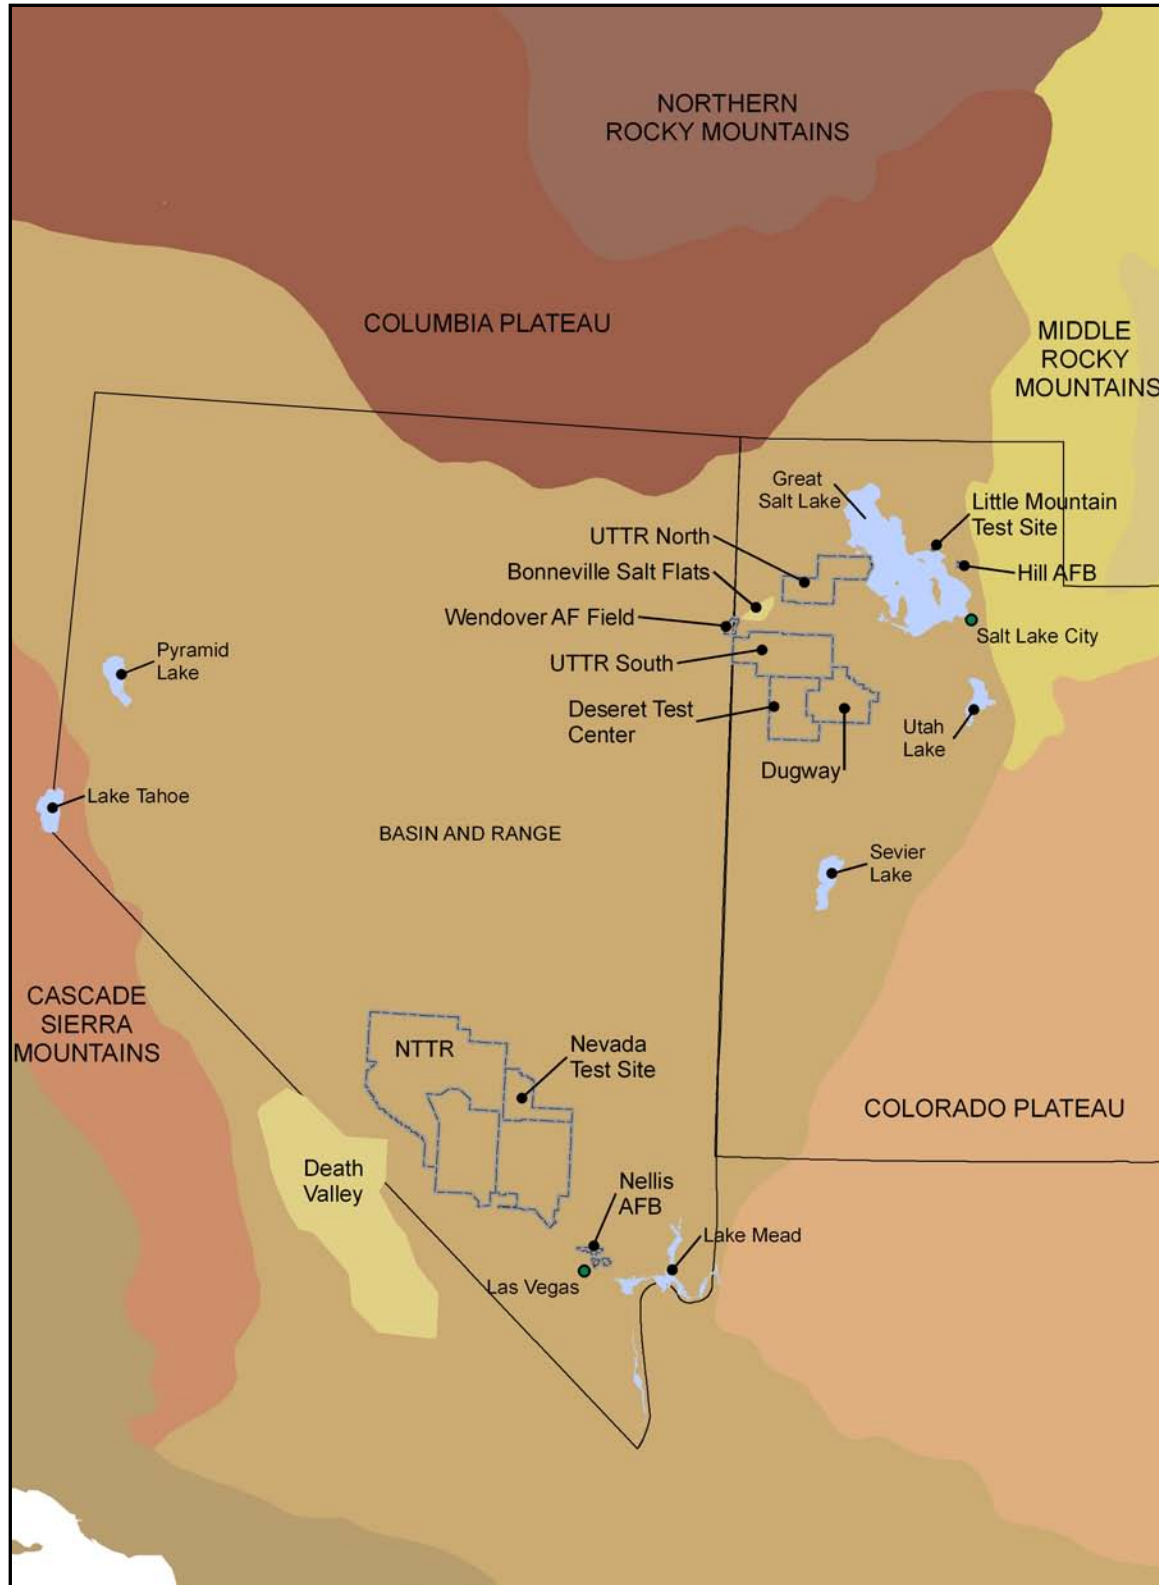 NORTHERN
ROCKY MOUNTAINS
COLUMBIA PLATEAU
MIDDLE
ROCKY
MOUNTAINS
Great
Salt Lake
Little Mountain
Test Site
UTTR North
Hill AFB
Bonneville Salt Flats
Wendover AF Field
Salt Lake City
Pyramid
Lake
UTTR South
Deseret Test
Center
Utah
Lake
Dugway
Lake Tahoe
BASIN AND RANGE
Sevier
Lake
CASCADE
SIERRA
MOUNTAINS
NTTR
Nevada
Test Site
COLORADO PLATEAU
Death
Valley
Nellis
AFB
Lake Mead
Las Vegas